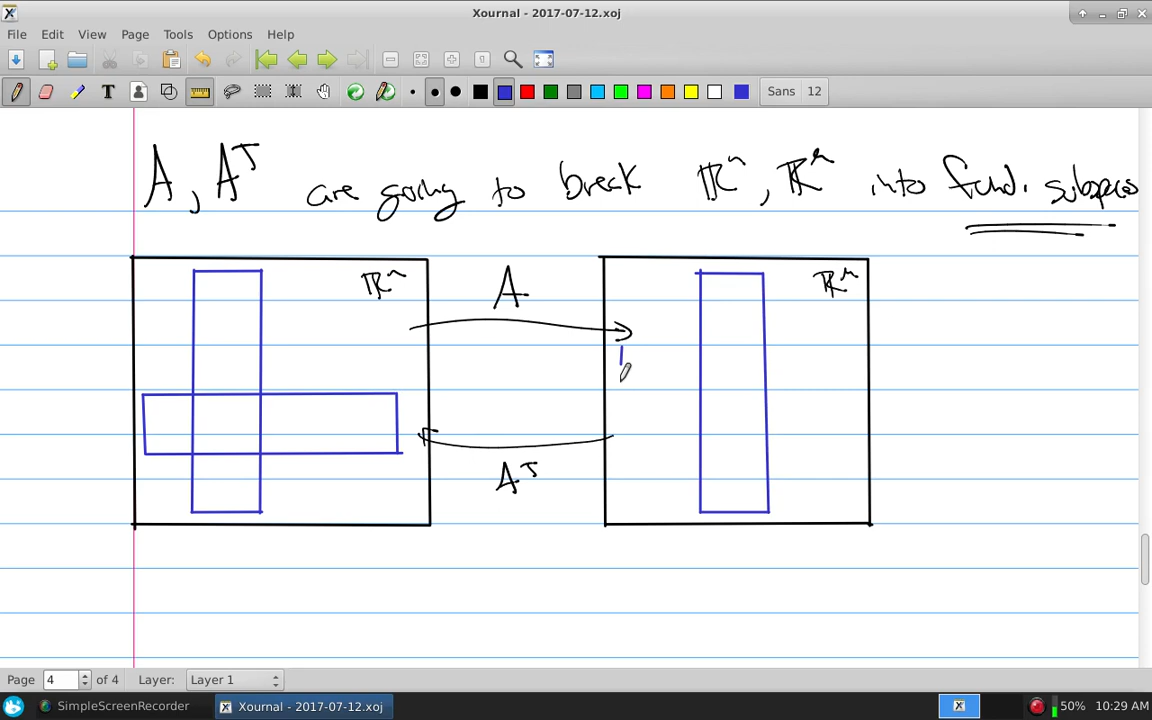 Xournal - 2017-07-12.xoj
File Edit View Page Tools Options Help
Sans 12
A, Aᵀ are going to break ℝⁿ, ℝᵐ into fund. subspaces
ℝⁿ A ℝᵐ
Aᵀ
Page 4 of 4 Layer: Layer 1
SimpleScreenRecorder Xournal - 2017-07-12.xoj 50% 10:29 AM